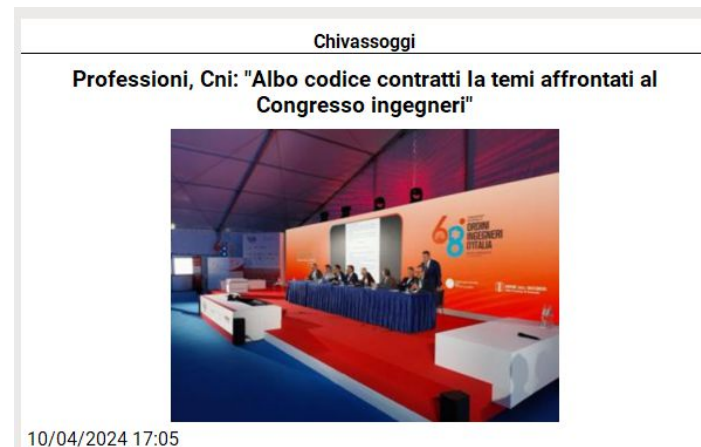 Chivassoggi
Professioni, Cni: "Albo codice contratti Ia temi affrontati al
Congresso ingegneri"
68°
ORDINI
INGEGNERI
D'ITALIA
10/04/2024 17:05